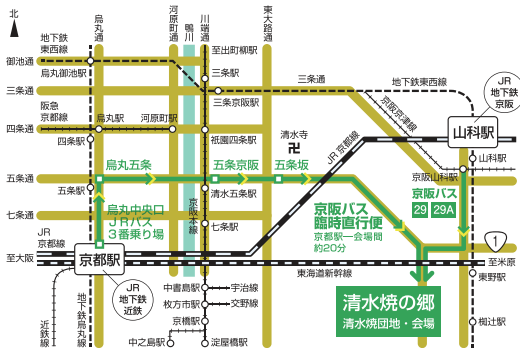 北
烏丸通
河原町通
鴨川
川端通
東大路通
地下鉄
東西線
御池通
烏丸御池駅
至出町柳駅
三条駅
三条通
三条京阪駅
三条通
地下鉄東西線
JR
地下鉄
京阪
阪急
京都線
四条通
烏丸駅
河原町駅
四条駅
祇園四条駅
清水寺
卍
JR京都線
京阪京津線
山科駅
山科駅
京阪山科駅
烏丸五条
五条京阪
五条坂
五条通
五条駅
清水五条駅
京阪バス
29
29A
烏丸中央口
JRバス
3番乗り場
京阪本線
七条通
七条駅
京阪バス
臨時直行便
京都駅ー会場間
約20分
1
JR
京都線
至大阪
京都駅
東海道新幹線
至米原
東野駅
JR
地下鉄
近鉄
近鉄線
地下鉄烏丸線
中書島駅
宇治線
枚方市駅
交野線
京橋駅
中之島駅
淀屋橋駅
清水焼の郷
清水焼団地・会場
椥辻駅